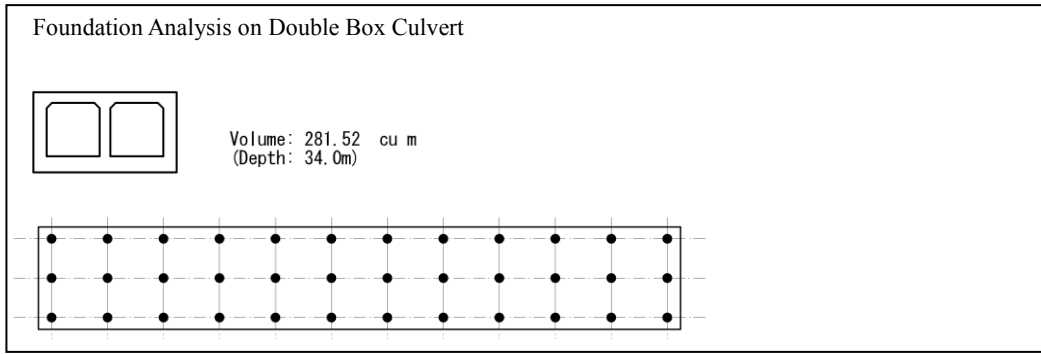 Foundation Analysis on Double Box Culvert
Volume: 281.52 cu m
(Depth: 34.0m)